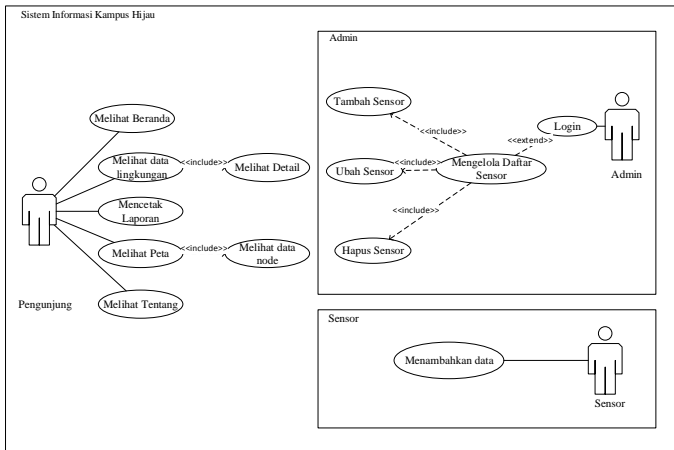 Sistem Informasi Kampus Hijau
Admin
Melihat Beranda
Melihat data
lingkungan
<<include>>
Melihat Detail
Mencetak
Laporan
Melihat Peta
<<include>>
Melihat data
node
Melihat Tentang
Pengunjung
Tambah Sensor
<<include>>
Ubah Sensor
<<include>>
Mengelola Daftar
Sensor
<<extend>>
Login
Admin
<<include>>
Hapus Sensor
Sensor
Menambahkan data
Sensor